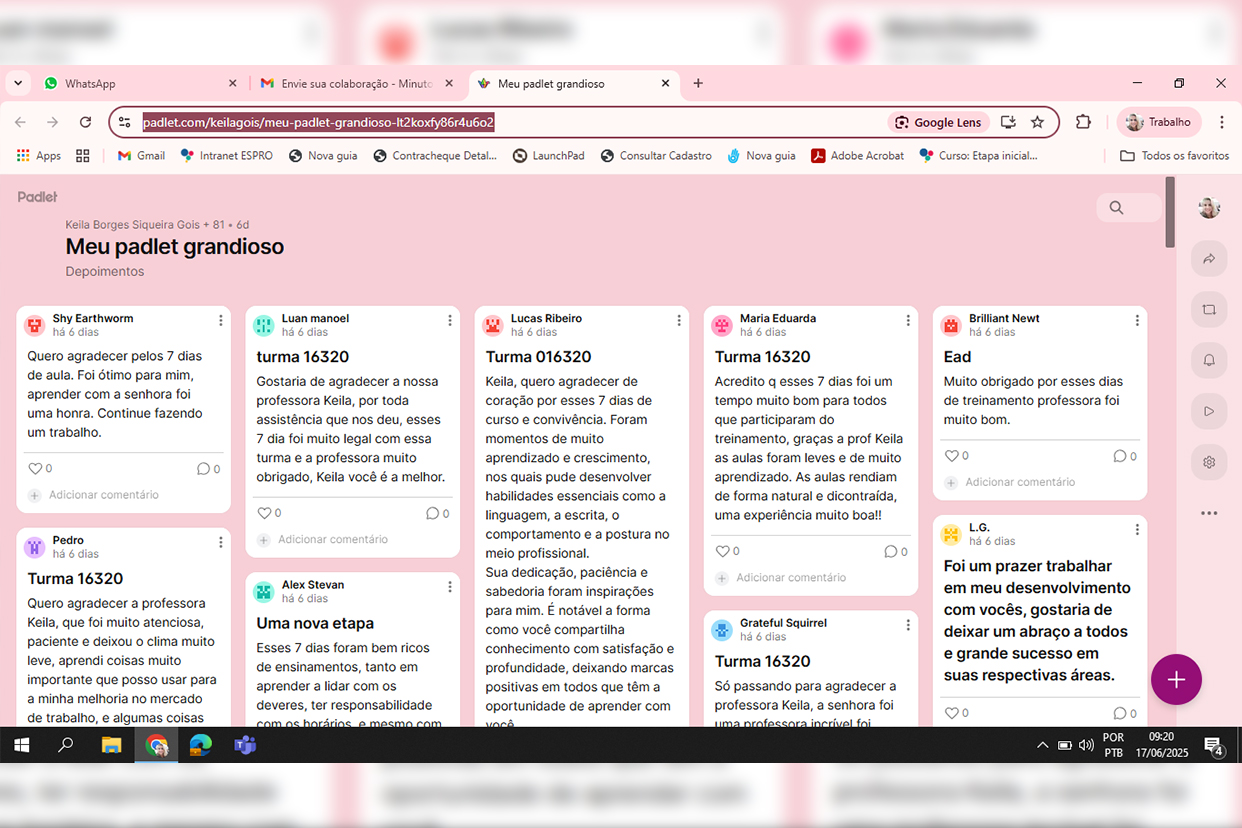 WhatsApp
Envie sua colaboração - Minuto
Meu padlet grandioso
padlet.com/keilagois/meu-padlet-grandioso-lt2koxfy86r4u6o2
Google Lens
Trabalho
Apps
Gmail
Intranet ESPRO
Nova guia
Contracheque Detal...
LaunchPad
Consultar Cadastro
Nova guia
Adobe Acrobat
Curso: Etapa inicial...
Todos os favoritos
Padlet
Keila Borges Siqueira Gois + 81 • 6d
Meu padlet grandioso
Depoimentos
Shy Earthworm
há 6 dias
Quero agradecer pelos 7 dias
de aula. Foi ótimo para mim,
aprender com a senhora foi
uma honra. Continue fazendo
um trabalho.
0
0
Adicionar comentário
Pedro
há 6 dias
Turma 16320
Quero agradecer a professora
Keila, que foi muito atenciosa,
paciente e deixou o clima muito
leve, aprendi coisas muito
importante que posso usar para
a minha melhoria no mercado
de trabalho, e algumas coisas
Luan manoel
há 6 dias
turma 16320
Gostaria de agradecer a nossa
professora Keila, por toda
assistência que nos deu, esses
7 dia foi muito legal com essa
turma e a professora muito
obrigado, Keila você é a melhor.
0
0
Adicionar comentário
Alex Stevan
há 6 dias
Uma nova etapa
Esses 7 dias foram bem ricos
de ensinamentos, tanto em
aprender a lidar com os
deveres, ter responsabilidade
com os horários, e mesmo com
Lucas Ribeiro
há 6 dias
Turma 016320
Keila, quero agradecer de
coração por esses 7 dias de
curso e convivência. Foram
momentos de muito
aprendizado e crescimento,
nos quais pude desenvolver
habilidades essenciais como a
linguagem, a escrita, o
comportamento e a postura no
meio profissional.
Sua dedicação, paciência e
sabedoria foram inspirações
para mim. É notável a forma
como você compartilha
conhecimento com satisfação e
profundidade, deixando marcas
positivas em todos que têm a
oportunidade de aprender com
você.
Maria Eduarda
há 6 dias
Turma 16320
Acredito q esses 7 dias foi um
tempo muito bom para todos
que participaram do
treinamento, graças a prof Keila
as aulas foram leves e de muito
aprendizado. As aulas rendiam
de forma natural e dicontraída,
uma experiência muito boa!!
0
0
Adicionar comentário
Grateful Squirrel
há 6 dias
Turma 16320
Só passando para agradecer a
professora Keila, a senhora foi
uma professora incrível foi
Brilliant Newt
há 6 dias
Ead
Muito obrigado por esses dias
de treinamento professora foi
muito bom.
0
0
Adicionar comentário
L.G.
há 6 dias
Foi um prazer trabalhar
em meu desenvolvimento
com vocês, gostaria de
deixar um abraço a todos
e grande sucesso em
suas respectivas áreas.
0
0
POR
PTB
09:20
17/06/2025
4